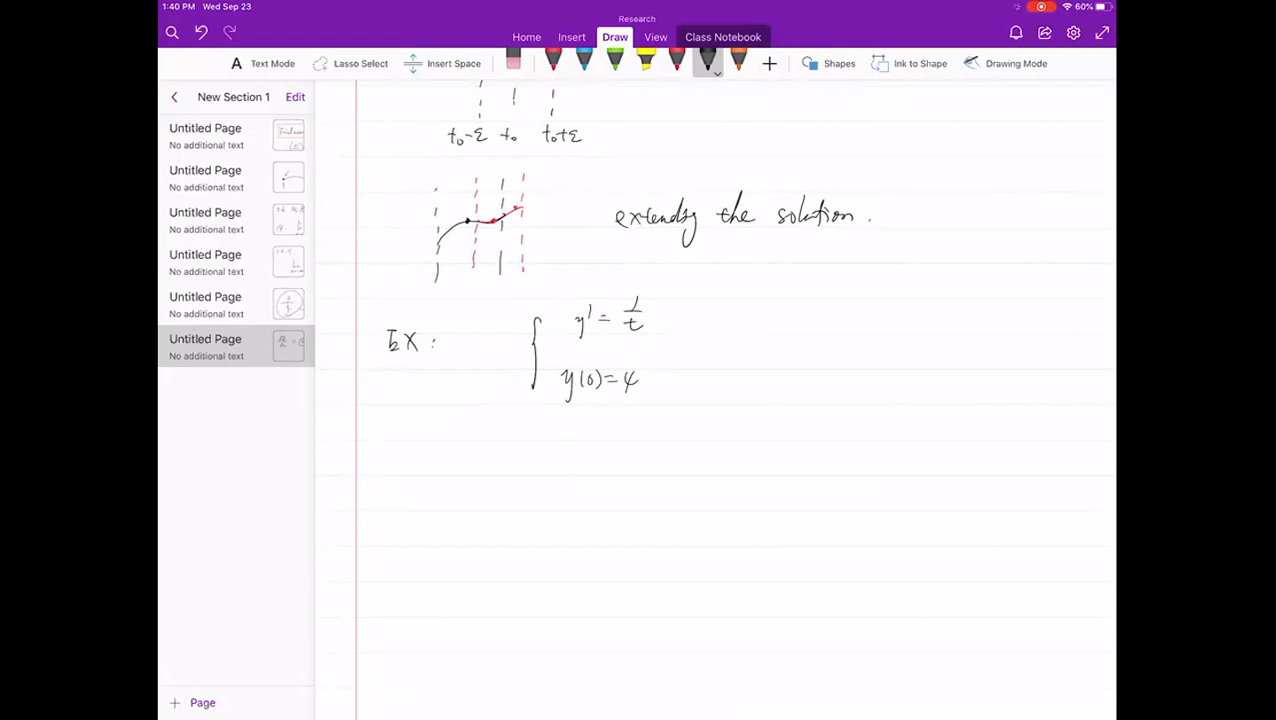 1:40 PM Wed Sep 23
60%
Research
Home Insert Draw View Class Notebook
Text Mode Lasso Select Insert Space Shapes Ink to Shape Drawing Mode
New Section 1 Edit
Untitled Page
No additional text
Untitled Page
No additional text
Untitled Page
No additional text
Untitled Page
No additional text
Untitled Page
No additional text
Untitled Page
No additional text
Page
t₀-ε t₀ t₀+ε
extendig the solution.
EX:
y' = 1/t
y(0)=4